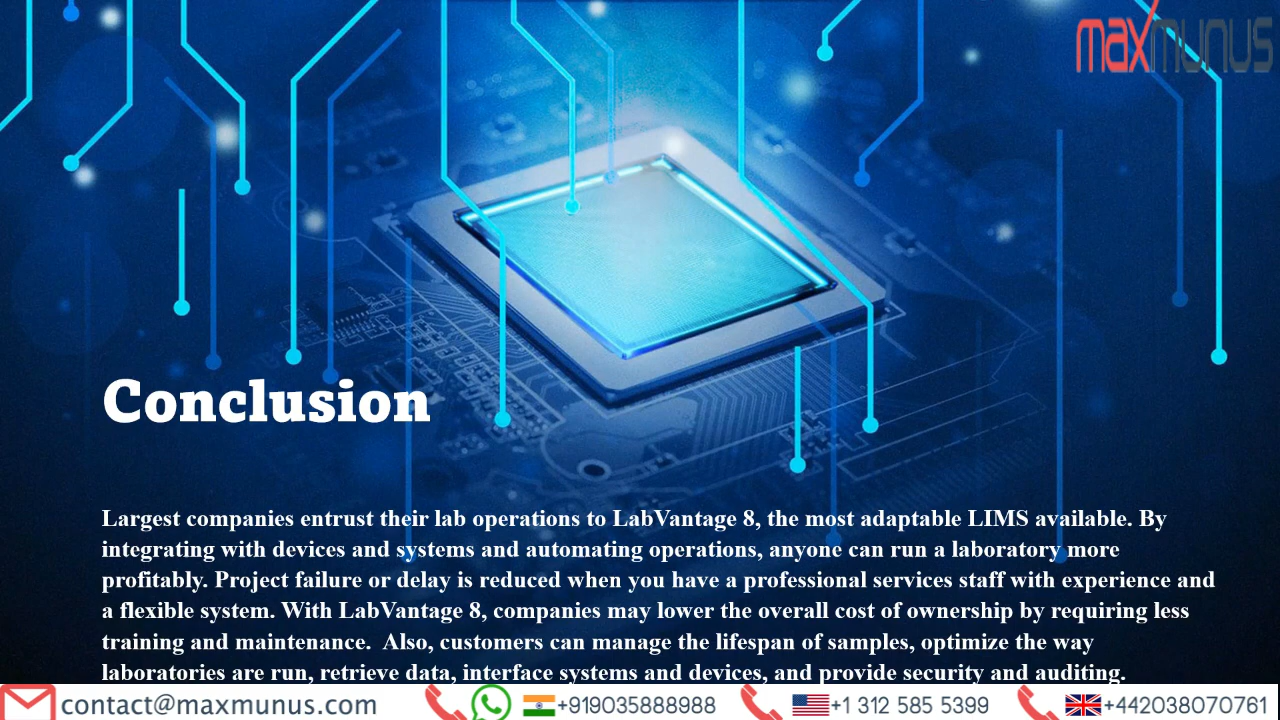 maxmunus
Conclusion
Largest companies entrust their lab operations to LabVantage 8, the most adaptable LIMS available. By
integrating with devices and systems and automating operations, anyone can run a laboratory more
profitably. Project failure or delay is reduced when you have a professional services staff with experience and
a flexible system. With LabVantage 8, companies may lower the overall cost of ownership by requiring less
training and maintenance.  Also, customers can manage the lifespan of samples, optimize the way
laboratories are run, retrieve data, interface systems and devices, and provide security and auditing.
contact@maxmunus.com +919035888988 +1 312 585 5399 +442038070761